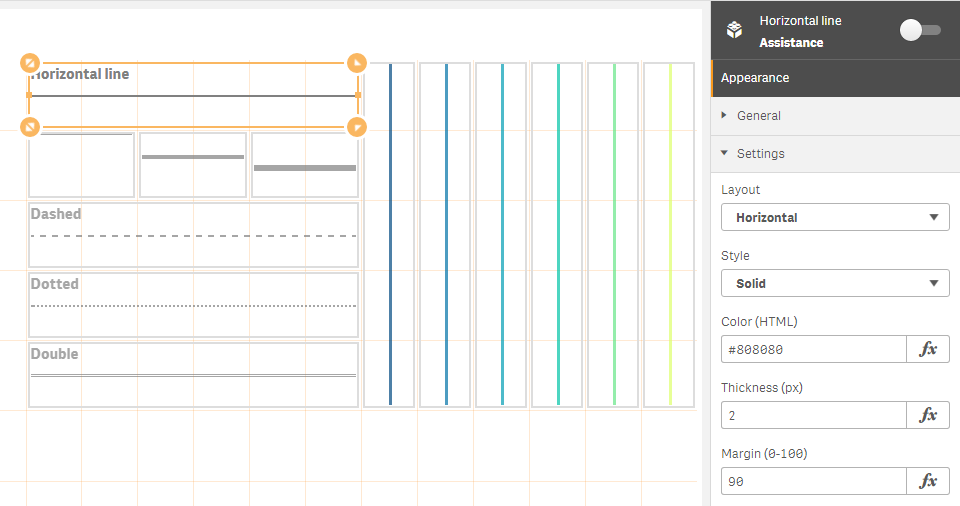 Horizontal line
Dashed
Dotted
Double
Horizontal line
Assistance
Appearance
General
Settings
Layout
Horizontal
Style
Solid
Color (HTML)
#808080
fx
Thickness (px)
2
fx
Margin (0-100)
90
fx